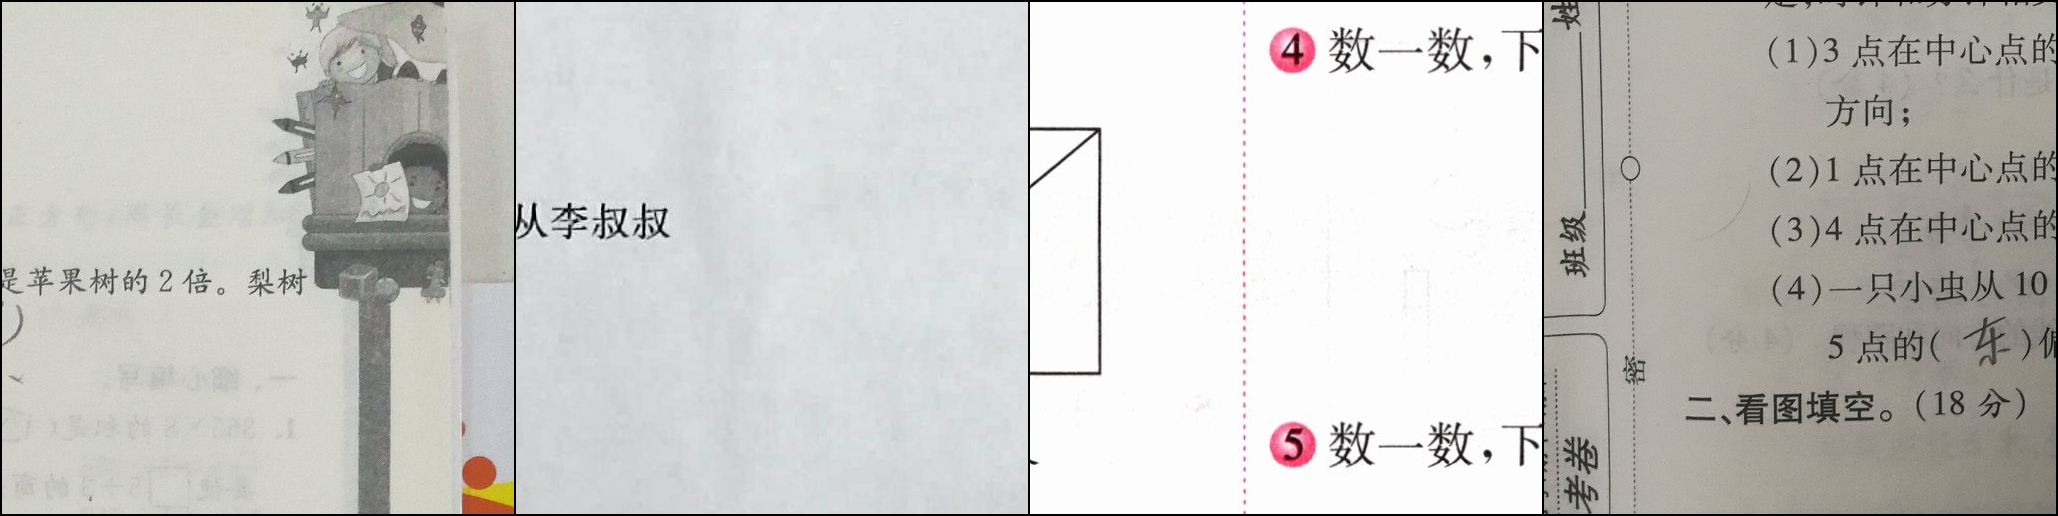 是苹果树的2倍。梨树
从李叔叔
4 数一数，下
5 数一数，下
姓
班级
密
考卷
(1)3 点在中心点的
方向；
(2)1 点在中心点的
(3)4 点在中心点的
(4)一只小虫从 10
5 点的( 东 )偏
二、看图填空。(18 分)